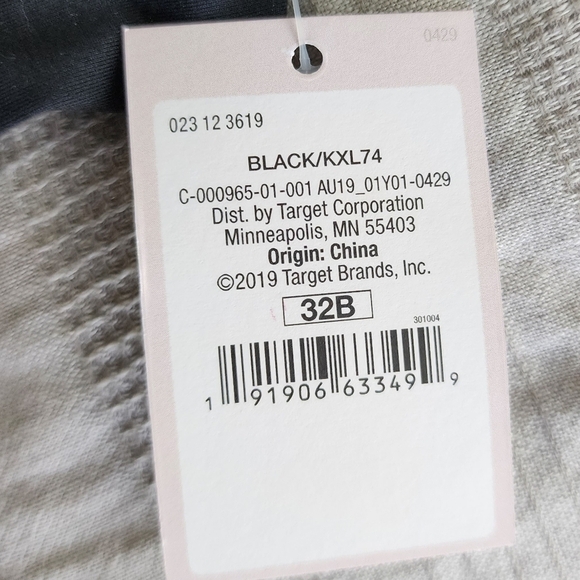 0429
023 12 3619
BLACK/KXL74
C-000965-01-001 AU19_01Y01-0429
Dist. by Target Corporation
Minneapolis, MN 55403
Origin: China
©2019 Target Brands, Inc.
32B
301004
1 91906 63349 9